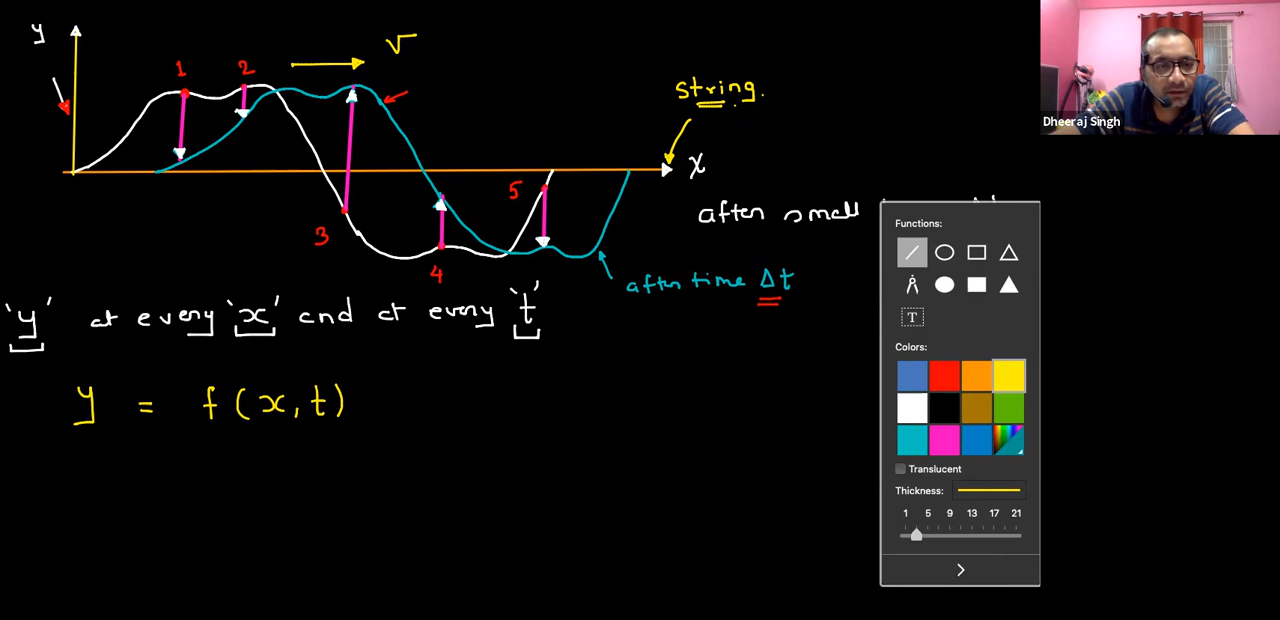 y
1
2
v
string.
Dheeraj Singh
x
3
4
5
after small
after time Δt
'y' at every 'x' and at every 't'
y = f(x,t)
Functions:
T
Colors:
Translucent
Thickness:
1 5 9 13 17 21